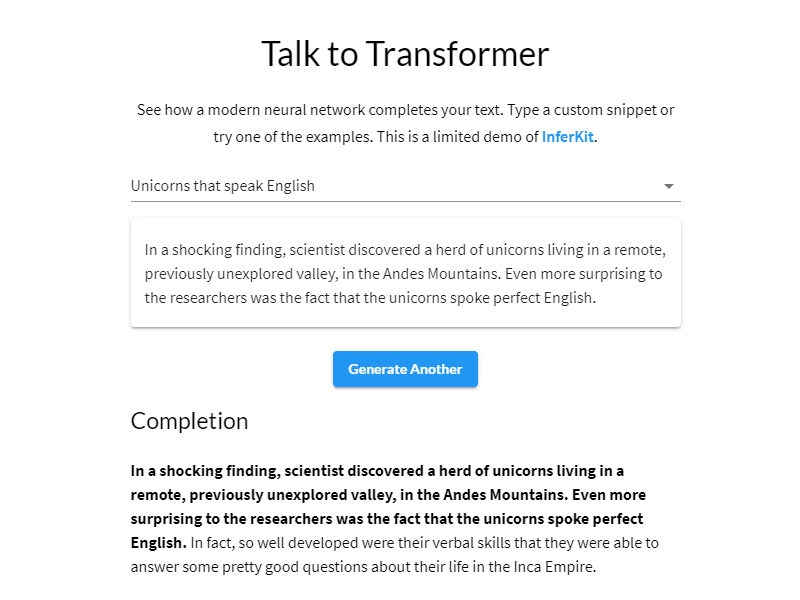 Talk to Transformer
See how a modern neural network completes your text. Type a custom snippet or
try one of the examples. This is a limited demo of InferKit.
Unicorns that speak English
In a shocking finding, scientist discovered a herd of unicorns living in a remote,
previously unexplored valley, in the Andes Mountains. Even more surprising to
the researchers was the fact that the unicorns spoke perfect English.
Generate Another
Completion
In a shocking finding, scientist discovered a herd of unicorns living in a
remote, previously unexplored valley, in the Andes Mountains. Even more
surprising to the researchers was the fact that the unicorns spoke perfect
English. In fact, so well developed were their verbal skills that they were able to
answer some pretty good questions about their life in the Inca Empire.